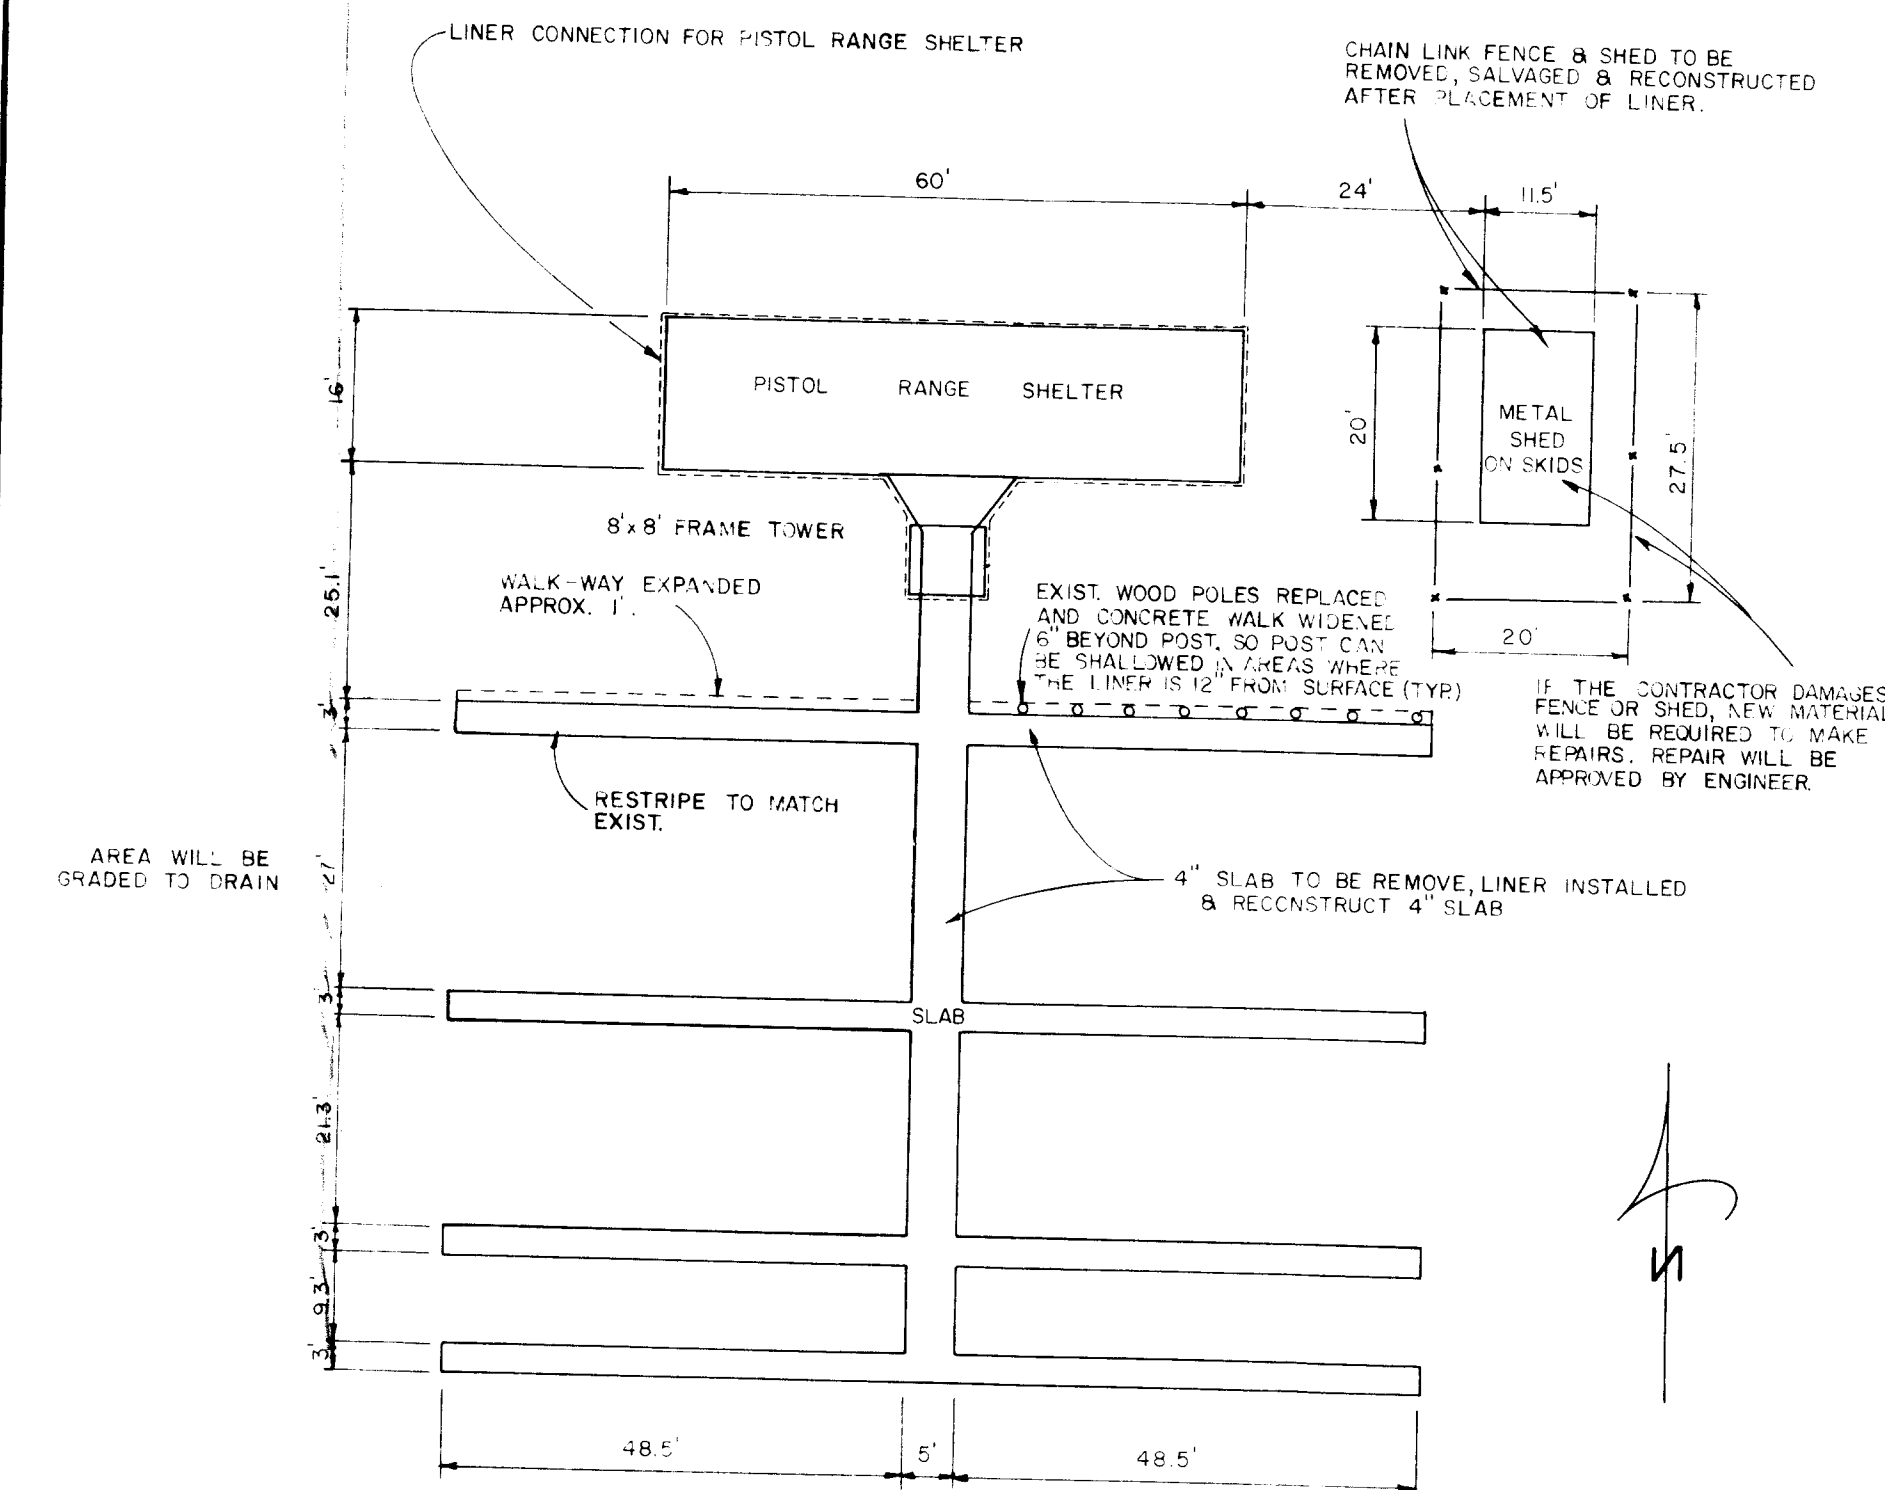 LINER CONNECTION FOR PISTOL RANGE SHELTER
CHAIN LINK FENCE & SHED TO BE
REMOVED, SALVAGED & RECONSTRUCTED
AFTER PLACEMENT OF LINER.
60'
24'
11.5'
16'
PISTOL RANGE SHELTER
20'
METAL
SHED
ON SKIDS
27.5'
8'x 8' FRAME TOWER
25.1'
WALK-WAY EXPANDED
APPROX. 1'.
EXIST. WOOD POLES REPLACED
AND CONCRETE WALK WIDENED
6" BEYOND POST, SO POST CAN
BE SHALLOWED IN AREAS WHERE
THE LINER IS 12" FROM SURFACE (TYP.)
20'
3'
IF THE CONTRACTOR DAMAGES
FENCE OR SHED, NEW MATERIAL
WILL BE REQUIRED TO MAKE
REPAIRS. REPAIR WILL BE
APPROVED BY ENGINEER.
RESTRIPE TO MATCH
EXIST.
AREA WILL BE
GRADED TO DRAIN
27'
4" SLAB TO BE REMOVE, LINER INSTALLED
& RECONSTRUCT 4" SLAB
3'
SLAB
21.3'
3'
9.3'
3'
N
48.5'
5'
48.5'